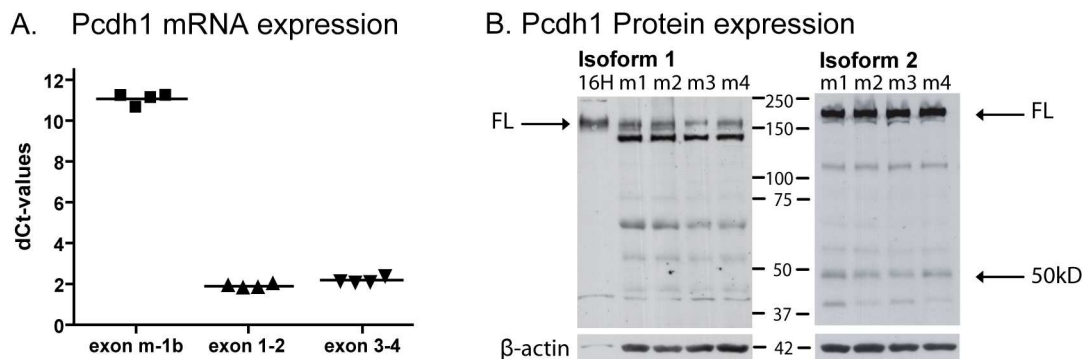 A. Pcdh1 mRNA expression
12
10
8
6
4
2
0
dCt-values
exon m-1b exon 1-2 exon 3-4
B. Pcdh1 Protein expression
Isoform 1
16H m1 m2 m3 m4
FL
β-actin
250
150
100
75
50
37
42
Isoform 2
m1 m2 m3 m4
FL
50kD